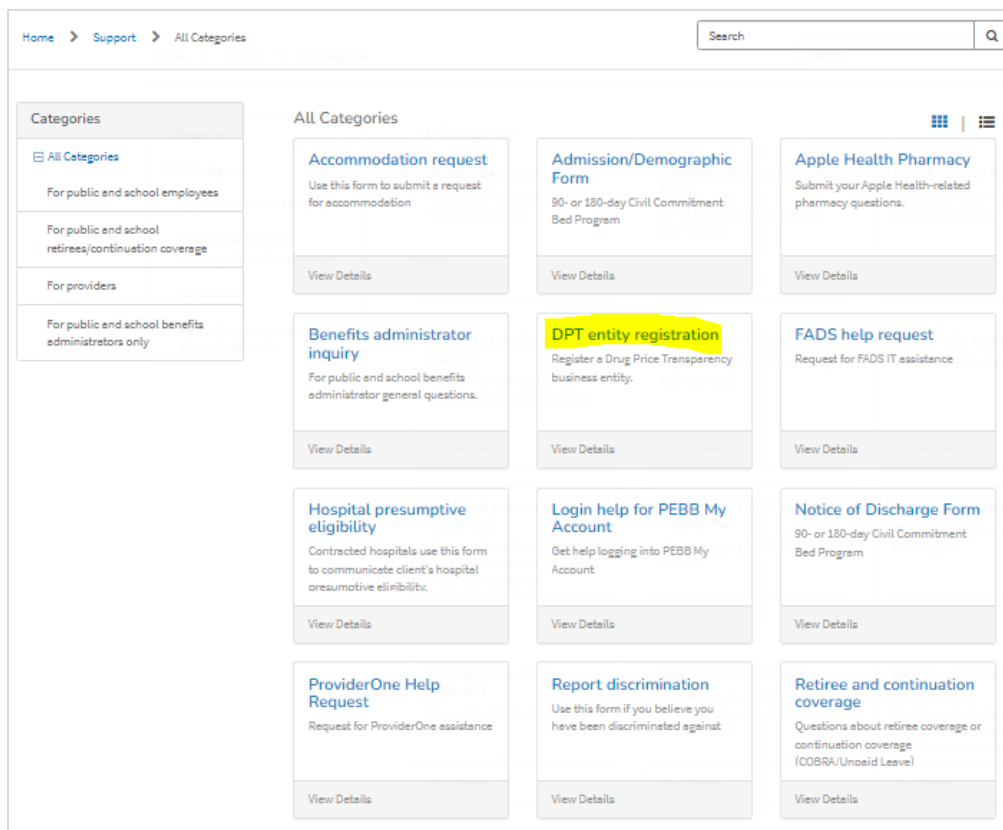 Home > Support > All Categories
Search
Categories
All Categories
For public and school employees
For public and school
retirees/continuation coverage
For providers
For public and school benefits
administrators only
All Categories
Accommodation request
Use this form to submit a request
for accommodation
View Details
Admission/Demographic
Form
90- or 180-day Civil Commitment
Bed Program
View Details
Apple Health Pharmacy
Submit your Apple Health-related
pharmacy questions.
View Details
Benefits administrator
inquiry
For public and school benefits
administrator general questions.
View Details
DPT entity registration
Register a Drug Price Transparency
business entity.
View Details
FADS help request
Request for FADS IT assistance
View Details
Hospital presumptive
eligibility
Contracted hospitals use this form
to communicate client's hospital
presumptive eligibility.
View Details
Login help for PEBB My
Account
Get help logging into PEBB My
Account
View Details
Notice of Discharge Form
90- or 180-day Civil Commitment
Bed Program
View Details
ProviderOne Help
Request
Request for ProviderOne assistance
View Details
Report discrimination
Use this form if you believe you
have been discriminated against
View Details
Retiree and continuation
coverage
Questions about retiree coverage or
continuation coverage
(COBRA/Unpaid Leave)
View Details